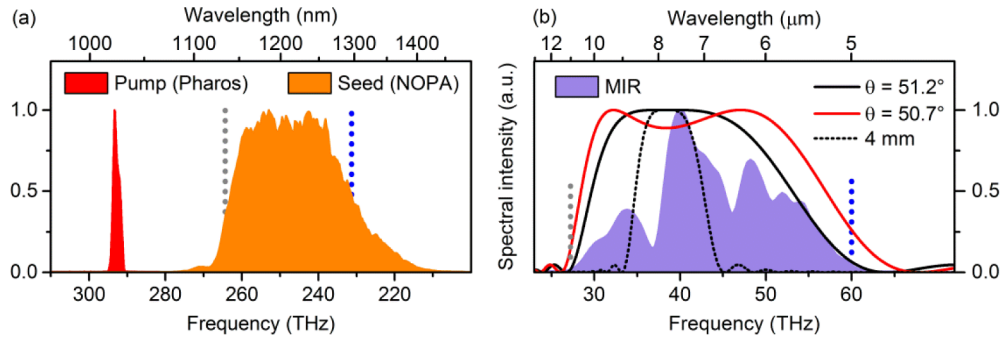 (a)
Wavelength (nm)
1000 1100 1200 1300 1400
Pump (Pharos)
Seed (NOPA)
1.0
0.5
0.0
300 280 260 240 220
Frequency (THz)
(b)
Wavelength (μm)
12 10 8 7 6 5
MIR
θ = 51.2°
θ = 50.7°
4 mm
Spectral intensity (a.u.)
1.0
0.5
0.0
30 40 50 60
Frequency (THz)